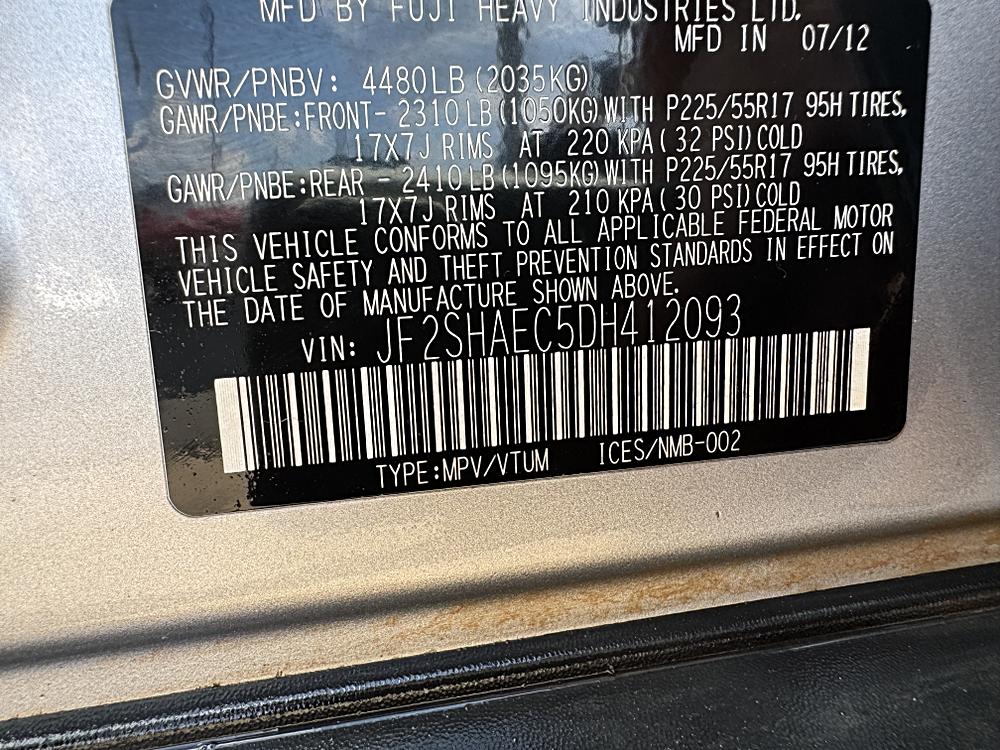 MFD BY FUJI HEAVY INDUSTRIES LTD.
MFD IN 07/12
GVWR/PNBV: 4480LB (2035KG)
GAWR/PNBE:FRONT- 2310LB (1050KG)WITH P225/55R17 95H TIRES,
17X7J RIMS AT 220 KPA( 32 PSI)COLD
GAWR/PNBE:REAR - 2410LB (1095KG)WITH P225/55R17 95H TIRES,
17X7J RIMS AT 210 KPA( 30 PSI)COLD
THIS VEHICLE CONFORMS TO ALL APPLICABLE FEDERAL MOTOR
VEHICLE SAFETY AND THEFT PREVENTION STANDARDS IN EFFECT ON
THE DATE OF MANUFACTURE SHOWN ABOVE.
VIN: JF2SHAEC5DH412093
TYPE:MPV/VTUM ICES/NMB-002